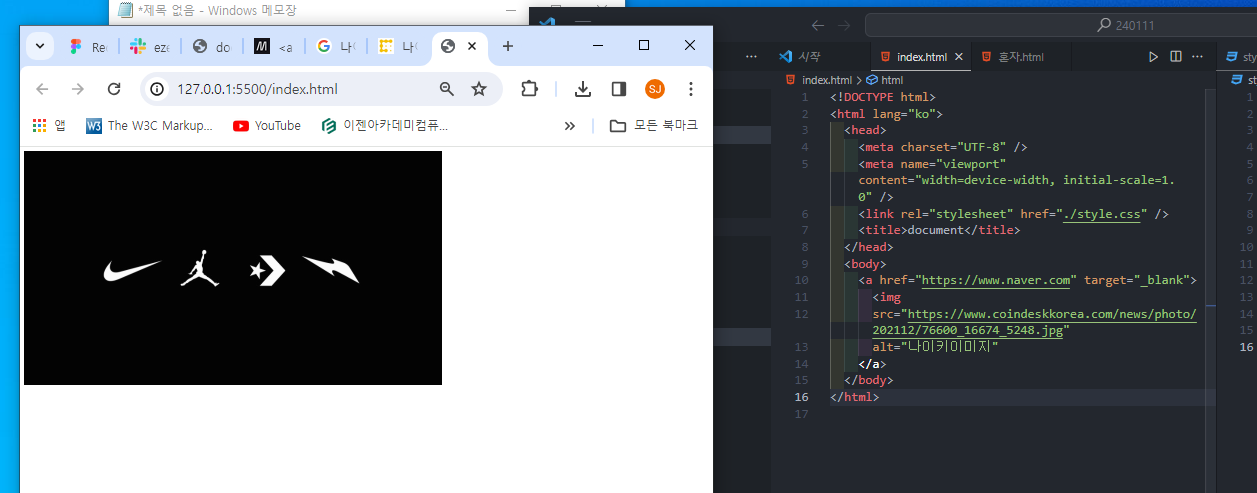 *제목 없음 - Windows 메모장
Re
eze
do
<a
나
나
127.0.0.1:5500/index.html
SJ
앱
The W3C Markup...
YouTube
이젠아카데미컴퓨...
모든 북마크
240111
시작
index.html
혼자.html
sty
index.html > html
style
1 <!DOCTYPE html>
2 <html lang="ko">
3 <head>
4 <meta charset="UTF-8" />
5 <meta name="viewport"
content="width=device-width, initial-scale=1.
0" />
6 <link rel="stylesheet" href="./style.css" />
7 <title>document</title>
8 </head>
9 <body>
10 <a href="https://www.naver.com" target="_blank">
11 <img
12 src="https://www.coindeskkorea.com/news/photo/
202112/76600_16674_5248.jpg"
13 alt="나이키이미지"
14 </a>
15 </body>
16 </html>
17
1
2
3
4
5
6
7
8
9
10
11
12
13
14
15
16